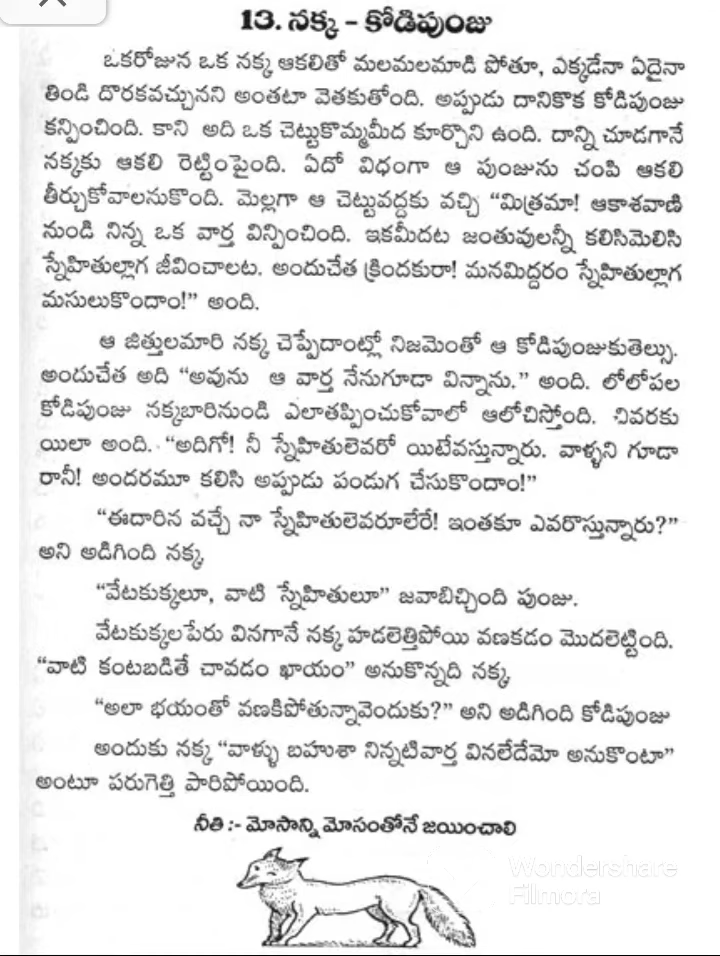 13. నక్క - కోడిపుంజు
ఒకరోజున ఒక నక్క ఆకలితో మలమలమాడి పోతూ, ఎక్కడేనా ఏదైనా
తిండి దొరకవచ్చునని అంతటా వెతకుతోంది. అప్పుడు దానికొక కోడిపుంజు
కన్పించింది. కాని అది ఒక చెట్టుకొమ్మమీద కూర్చొని ఉంది. దాన్ని చూడగానే
నక్కకు ఆకలి రెట్టింపైంది. ఏదో విధంగా ఆ పుంజును చంపి ఆకలి
తీర్చుకోవాలనుకొంది. మెల్లగా ఆ చెట్టువద్దకు వచ్చి "మిత్రమా! ఆకాశవాణి
నుండి నిన్న ఒక వార్త విన్పించింది. ఇకమీదట జంతువులన్నీ కలిసిమెలిసి
స్నేహితుల్లాగ జీవించాలట. అందుచేత క్రిందకురా! మనమిద్దరం స్నేహితుల్లాగ
మసులుకొందాం!" అంది.
ఆ జిత్తులమారి నక్క చెప్పేదాంట్లో నిజమెంతో ఆ కోడిపుంజుకుతెల్సు.
అందుచేత అది "అవును ఆ వార్త నేనుగూడా విన్నాను." అంది. లోలోపల
కోడిపుంజు నక్కబారినుండి ఎలాతప్పించుకోవాలో ఆలోచిస్తోంది. చివరకు
యిలా అంది. "అదిగో! నీ స్నేహితులెవరో యిటేవస్తున్నారు. వాళ్ళని గూడా
రానీ! అందరమూ కలిసి అప్పుడు పండుగ చేసుకొందాం!"
"ఈదారిన వచ్చే నా స్నేహితులెవరూలేరే! ఇంతకూ ఎవరొస్తున్నారు?"
అని అడిగింది నక్క
"వేటకుక్కలూ, వాటి స్నేహితులూ" జవాబిచ్చింది పుంజు.
వేటకుక్కలపేరు వినగానే నక్క హడలెత్తిపోయి వణకడం మొదలెట్టింది.
"వాటి కంటబడితే చావడం ఖాయం" అనుకొన్నది నక్క
"అలా భయంతో వణకిపోతున్నావెందుకు?" అని అడిగింది కోడిపుంజు
అందుకు నక్క "వాళ్ళు బహుశా నిన్నటివార్త వినలేదేమో అనుకొంటా"
అంటూ పరుగెత్తి పారిపోయింది.
నీతి :- మోసాన్ని మోసంతోనే జయించాలి
Wondershare
Filmora